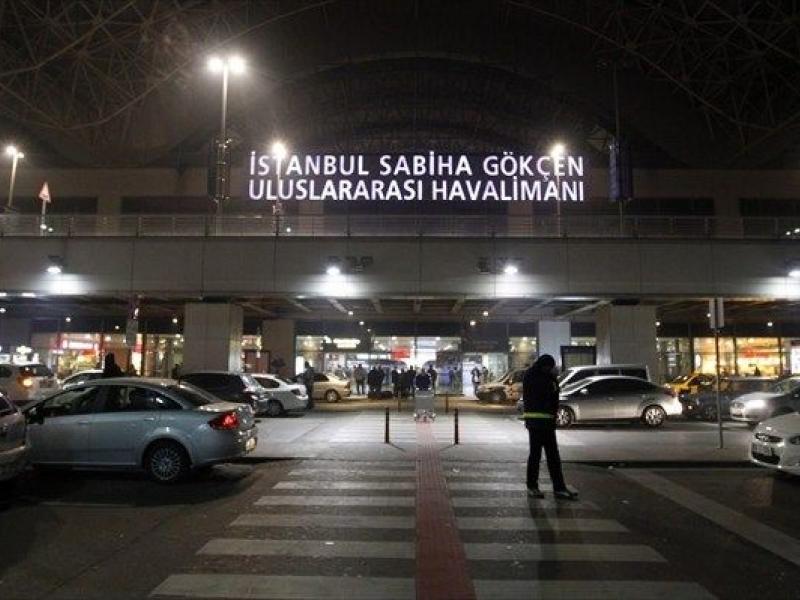 İSTANBUL SABİHA GÖKÇEN
ULUSLARARASI HAVALİMANI